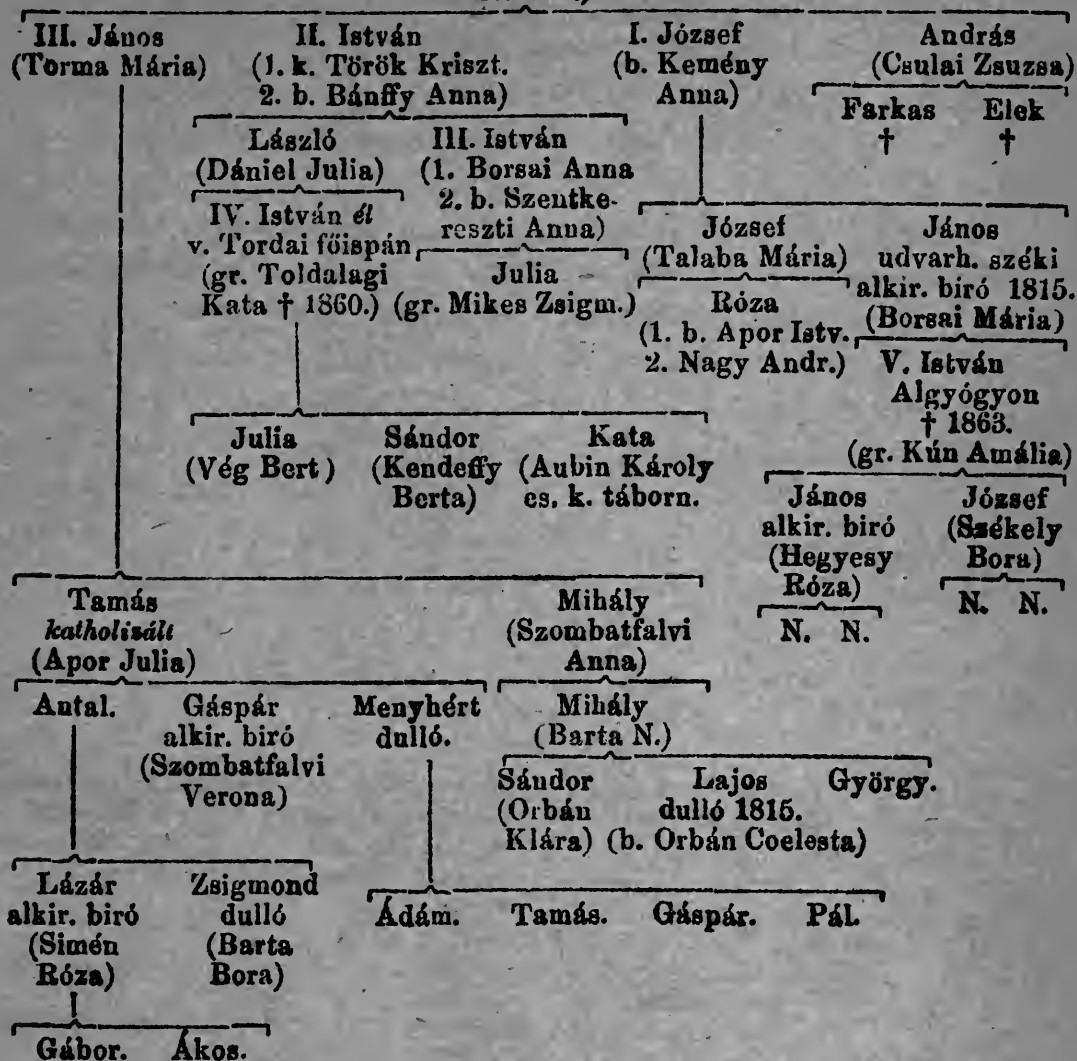 III. János II. István I. József András
(Torma Mária) (1. k. Török Kriszt. (b. Kemény (Csulai Zsuzsa)
2. b. Bánffy Anna) Anna)
Farkas Elek
† †
László III. István
(Dániel Julia) (1. Borsai Anna
2. b. Szentke-
reszti Anna)
IV. István él
v. Tordai főispán
(gr. Toldalagi
Kata † 1860.)
Julia
(gr. Mikes Zsigm.)
József János
(Talaba Mária) udvarh. széki
alkir. biró 1815.
(Borsai Mária)
Róza
(1. b. Apor Istv.
2. Nagy Andr.)
V. István
Algyógyon
† 1863.
(gr. Kún Amália)
Julia Sándor Kata
(Vég Bert) (Kendeffy (Aubin Károly
Berta) cs. k. táborn.
János József
alkir. biró (Székely
(Hegyesy Bora)
Róza)
N. N.
N. N.
Tamás Mihály
katholizált (Szombatfalvi
(Apor Julia) Anna)
Antal. Gáspár Menyhért Mihály
alkir. biró dulló. (Barta N.)
(Szombatfalvi
Verona)
Sándor Lajos György.
(Orbán dulló 1815.
Klára) (b. Orbán Coelesta)
Lázár Zsigmond
alkir. biró dulló
(Simén (Barta
Róza) Bora)
Ádám. Tamás. Gáspár. Pál.
Gábor. Ákos.